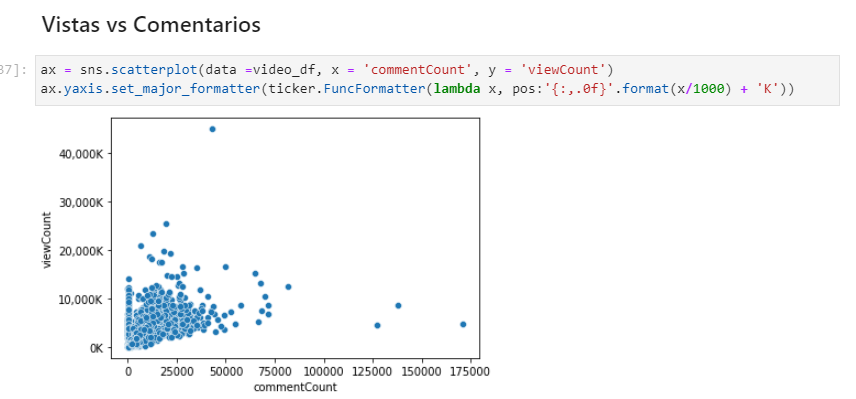 Vistas vs Comentarios
37]:
ax = sns.scatterplot(data =video_df, x = 'commentCount', y = 'viewCount')
ax.yaxis.set_major_formatter(ticker.FuncFormatter(lambda x, pos:'{:,.0f}'.format(x/1000) + 'K'))
40,000K
30,000K
20,000K
10,000K
0K
viewCount
0 25000 50000 75000 100000 125000 150000 175000
commentCount